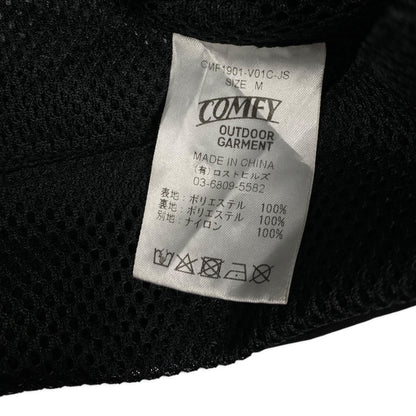 CMF1901-V01C-JS
SIZE M
COMFY
OUTDOOR
GARMENT
MADE IN CHINA
(有)ロストヒルズ
03-6809-5582
表地:ポリエステル 100%
裏地:ポリエステル 100%
別地:ナイロン 100%